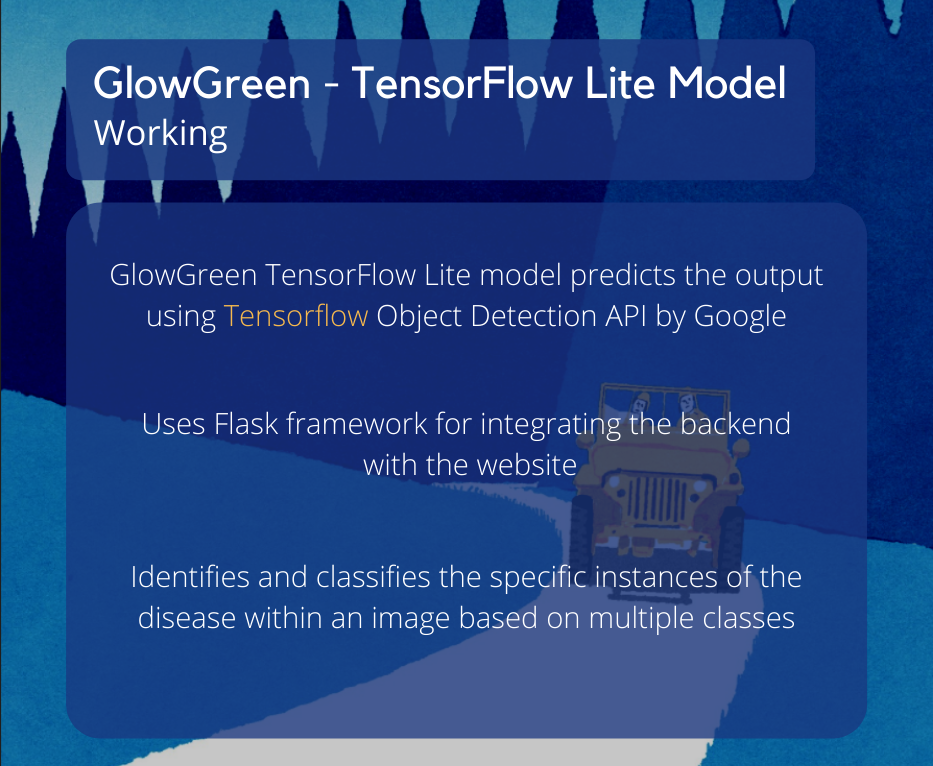 GlowGreen - TensorFlow Lite Model
Working
GlowGreen TensorFlow Lite model predicts the output
using Tensorflow Object Detection API by Google
Uses Flask framework for integrating the backend
with the website
Identifies and classifies the specific instances of the
disease within an image based on multiple classes